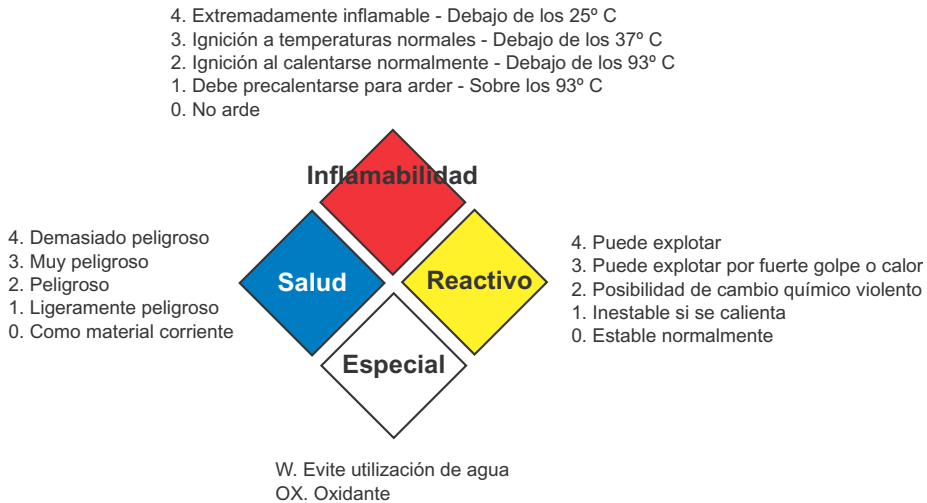 4. Extremadamente inflamable - Debajo de los 25º C
3. Ignición a temperaturas normales - Debajo de los 37º C
2. Ignición al calentarse normalmente - Debajo de los 93º C
1. Debe precalentarse para arder - Sobre los 93º C
0. No arde
Inflamabilidad
4. Demasiado peligroso
3. Muy peligroso
2. Peligroso
1. Ligeramente peligroso
0. Como material corriente
Salud
Reactivo
4. Puede explotar
3. Puede explotar por fuerte golpe o calor
2. Posibilidad de cambio químico violento
1. Inestable si se calienta
0. Estable normalmente
Especial
W. Evite utilización de agua
OX. Oxidante